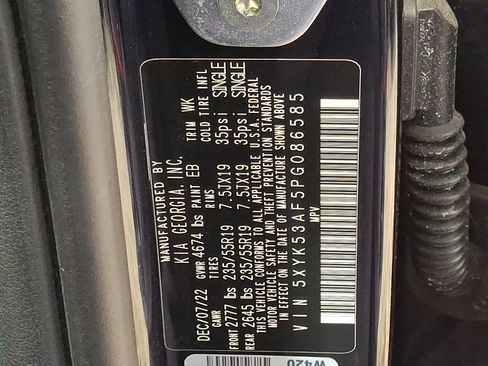 MANUFACTURED BY
KIA GEORGIA, INC.
DEC/07/22 GVWR 4674 lbs PAINT EB TRIM WK
GAWR TIRES RIMS COLD TIRE INFL
FRONT 2777 lbs 235/55R19 7.5JX19 35psi SINGLE
REAR 2645 lbs 235/55R19 7.5JX19 35psi SINGLE
THIS VEHICLE CONFORMS TO ALL APPLICABLE U.S.A. FEDERAL
MOTOR VEHICLE SAFETY AND THEFT PREVENTION STANDARDS
IN EFFECT ON THE DATE OF MANUFACTURE SHOWN ABOVE
VIN 5XYK53AF5PG086585
MPV
W420